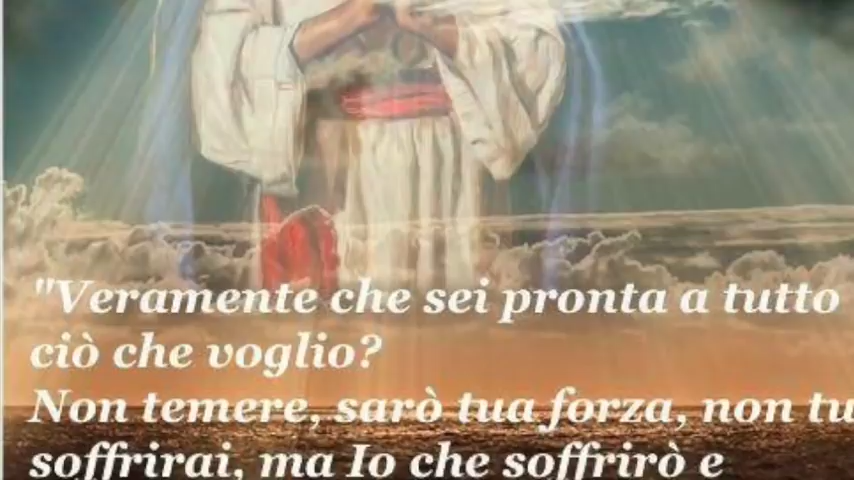 "Veramente che sei pronta a tutto
ciò che voglio?
Non temere, sarò tua forza, non tu
soffrirai, ma Io che soffrirò e